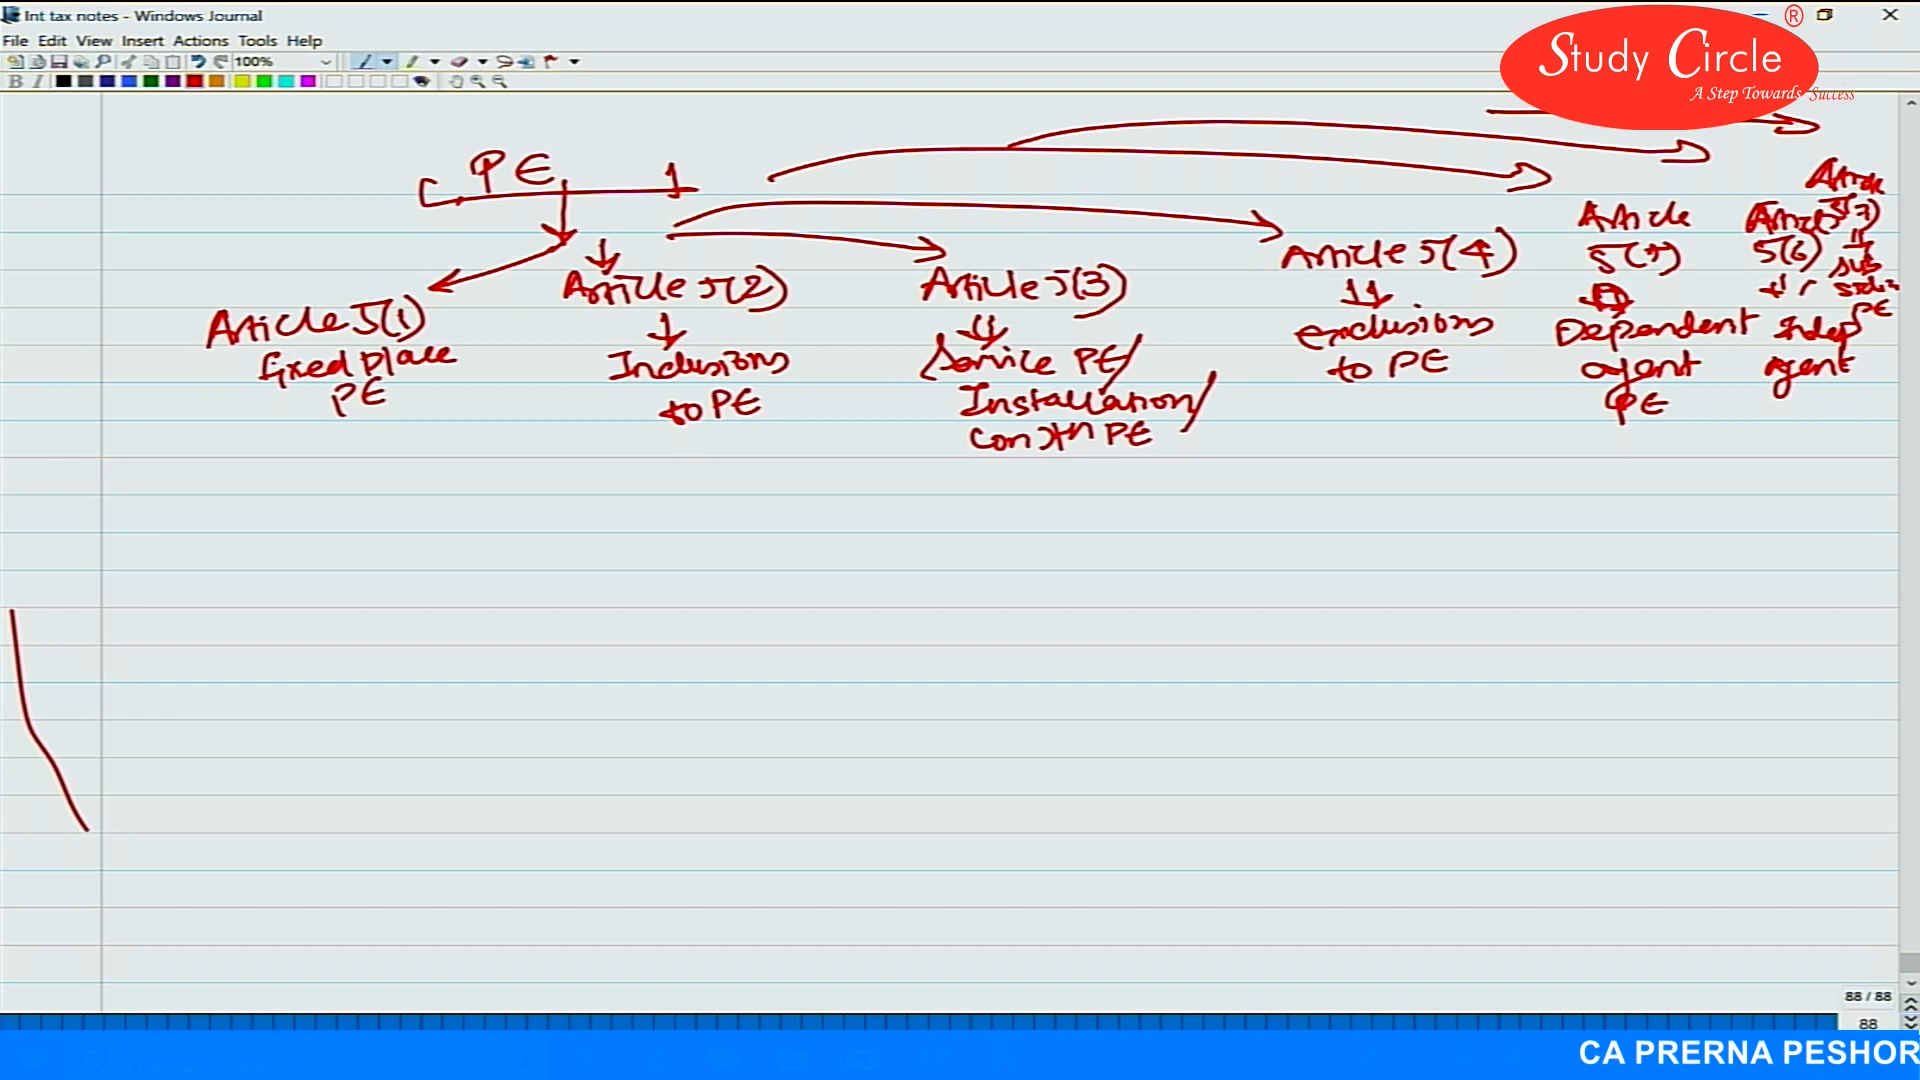 Int tax notes - Windows Journal
File Edit View Insert Actions Tools Help
100%
B I
Study Circle
®
A Step Towards Success
PE
Article 5(1)
fixed place
PE
Article 5(2)
Inclusions
to PE
Article 5(3)
Service PE/
Installation/
PE
Article 5(4)
exclusions
to PE
Article
5(5)
Dependent
agent
PE
Article
5(6)
Indep
agent
Article
5(7)
PE
88 / 88
88
CA PRERNA PESHOR